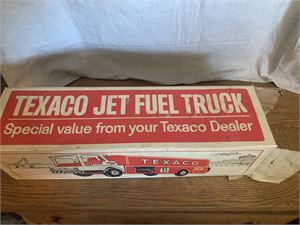 TEXACO JET FUEL TRUCK
Special value from your Texaco Dealer
TEXACO